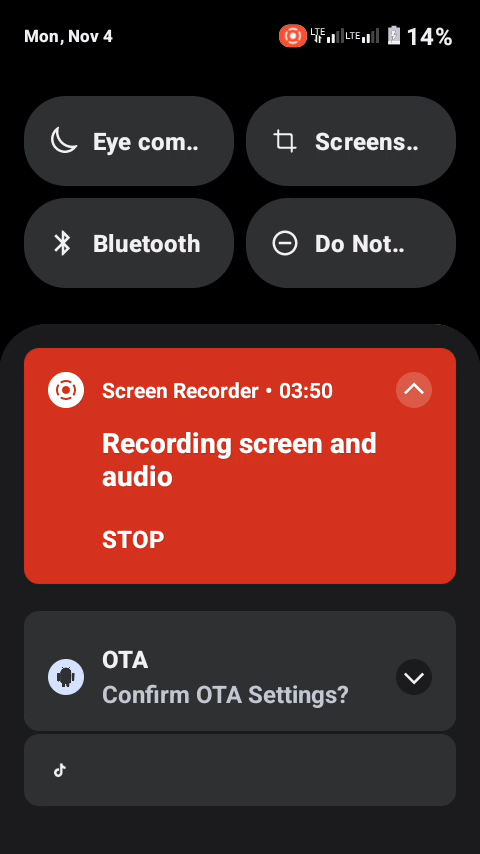 Mon, Nov 4
LTE LTE 14%
Eye com..
Screens..
Bluetooth
Do Not..
Screen Recorder • 03:50
Recording screen and
audio
STOP
OTA
Confirm OTA Settings?